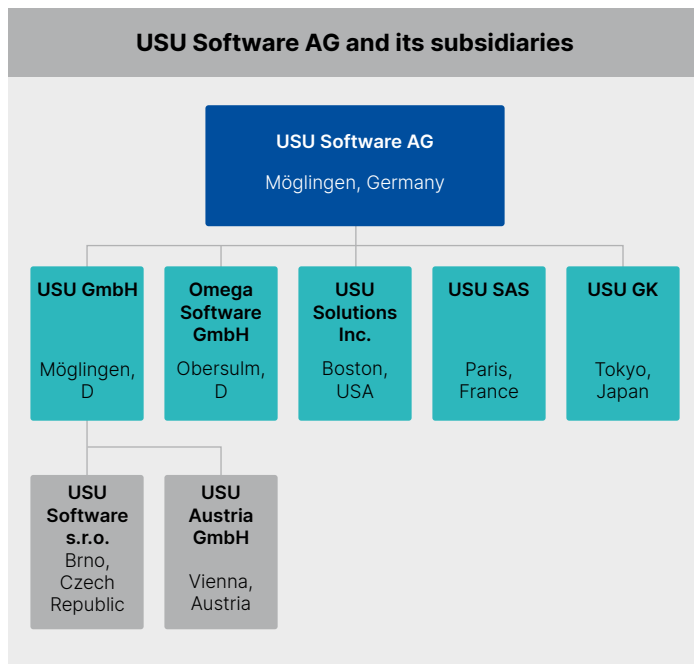 USU Software AG and its subsidiaries
USU Software AG
Möglingen, Germany
USU GmbH
Möglingen,
D
Omega
Software
GmbH
Obersulm,
D
USU
Solutions
Inc.
Boston,
USA
USU SAS
Paris,
France
USU GK
Tokyo,
Japan
USU
Software
s.r.o.
Brno,
Czech
Republic
USU
Austria
GmbH
Vienna,
Austria